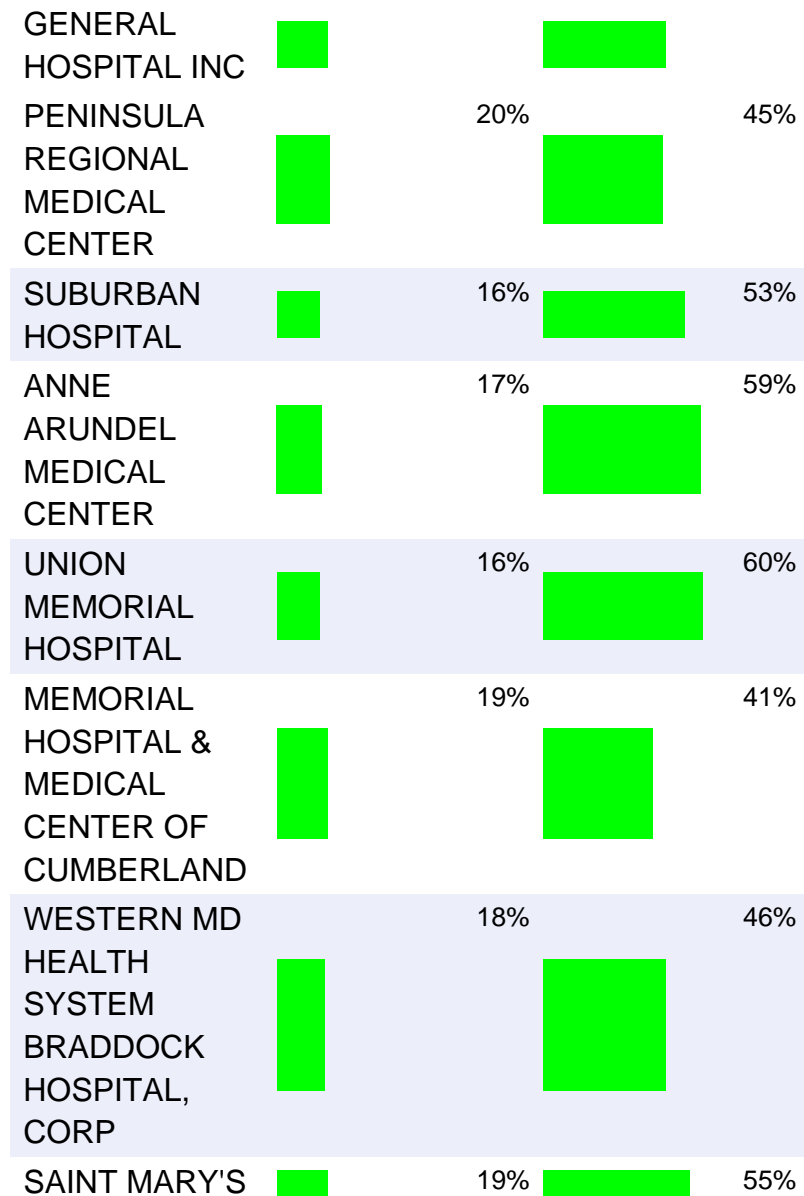 GENERAL
HOSPITAL INC
PENINSULA 20% 45%
REGIONAL
MEDICAL
CENTER
SUBURBAN 16% 53%
HOSPITAL
ANNE 17% 59%
ARUNDEL
MEDICAL
CENTER
UNION 16% 60%
MEMORIAL
HOSPITAL
MEMORIAL 19% 41%
HOSPITAL &
MEDICAL
CENTER OF
CUMBERLAND
WESTERN MD 18% 46%
HEALTH
SYSTEM
BRADDOCK
HOSPITAL,
CORP
SAINT MARY'S 19% 55%